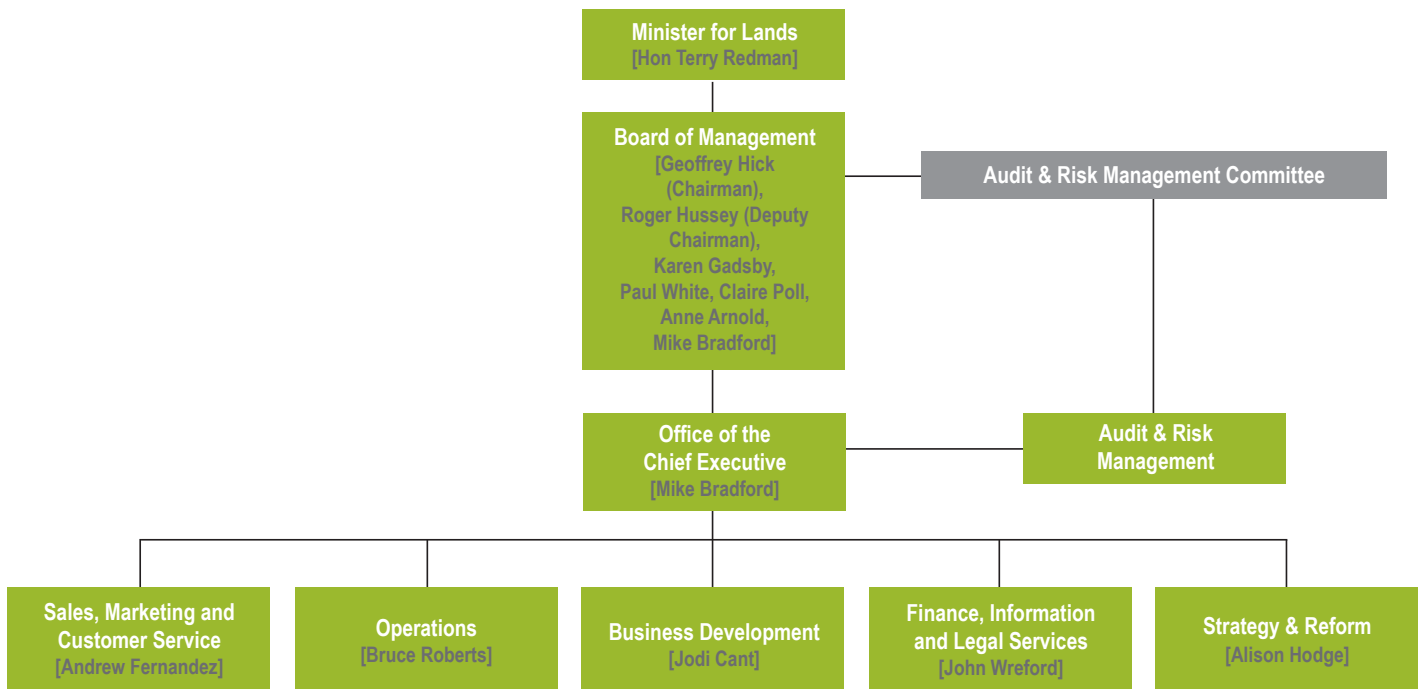 Minister for Lands
[Hon Terry Redman]
Board of Management
[Geoffrey Hick
(Chairman),
Roger Hussey (Deputy
Chairman),
Karen Gadsby,
Paul White, Claire Poll,
Anne Arnold,
Mike Bradford]
Audit & Risk Management Committee
Office of the
Chief Executive
[Mike Bradford]
Audit & Risk
Management
Sales, Marketing and
Customer Service
[Andrew Fernandez]
Operations
[Bruce Roberts]
Business Development
[Jodi Cant]
Finance, Information
and Legal Services
[John Wreford]
Strategy & Reform
[Alison Hodge]